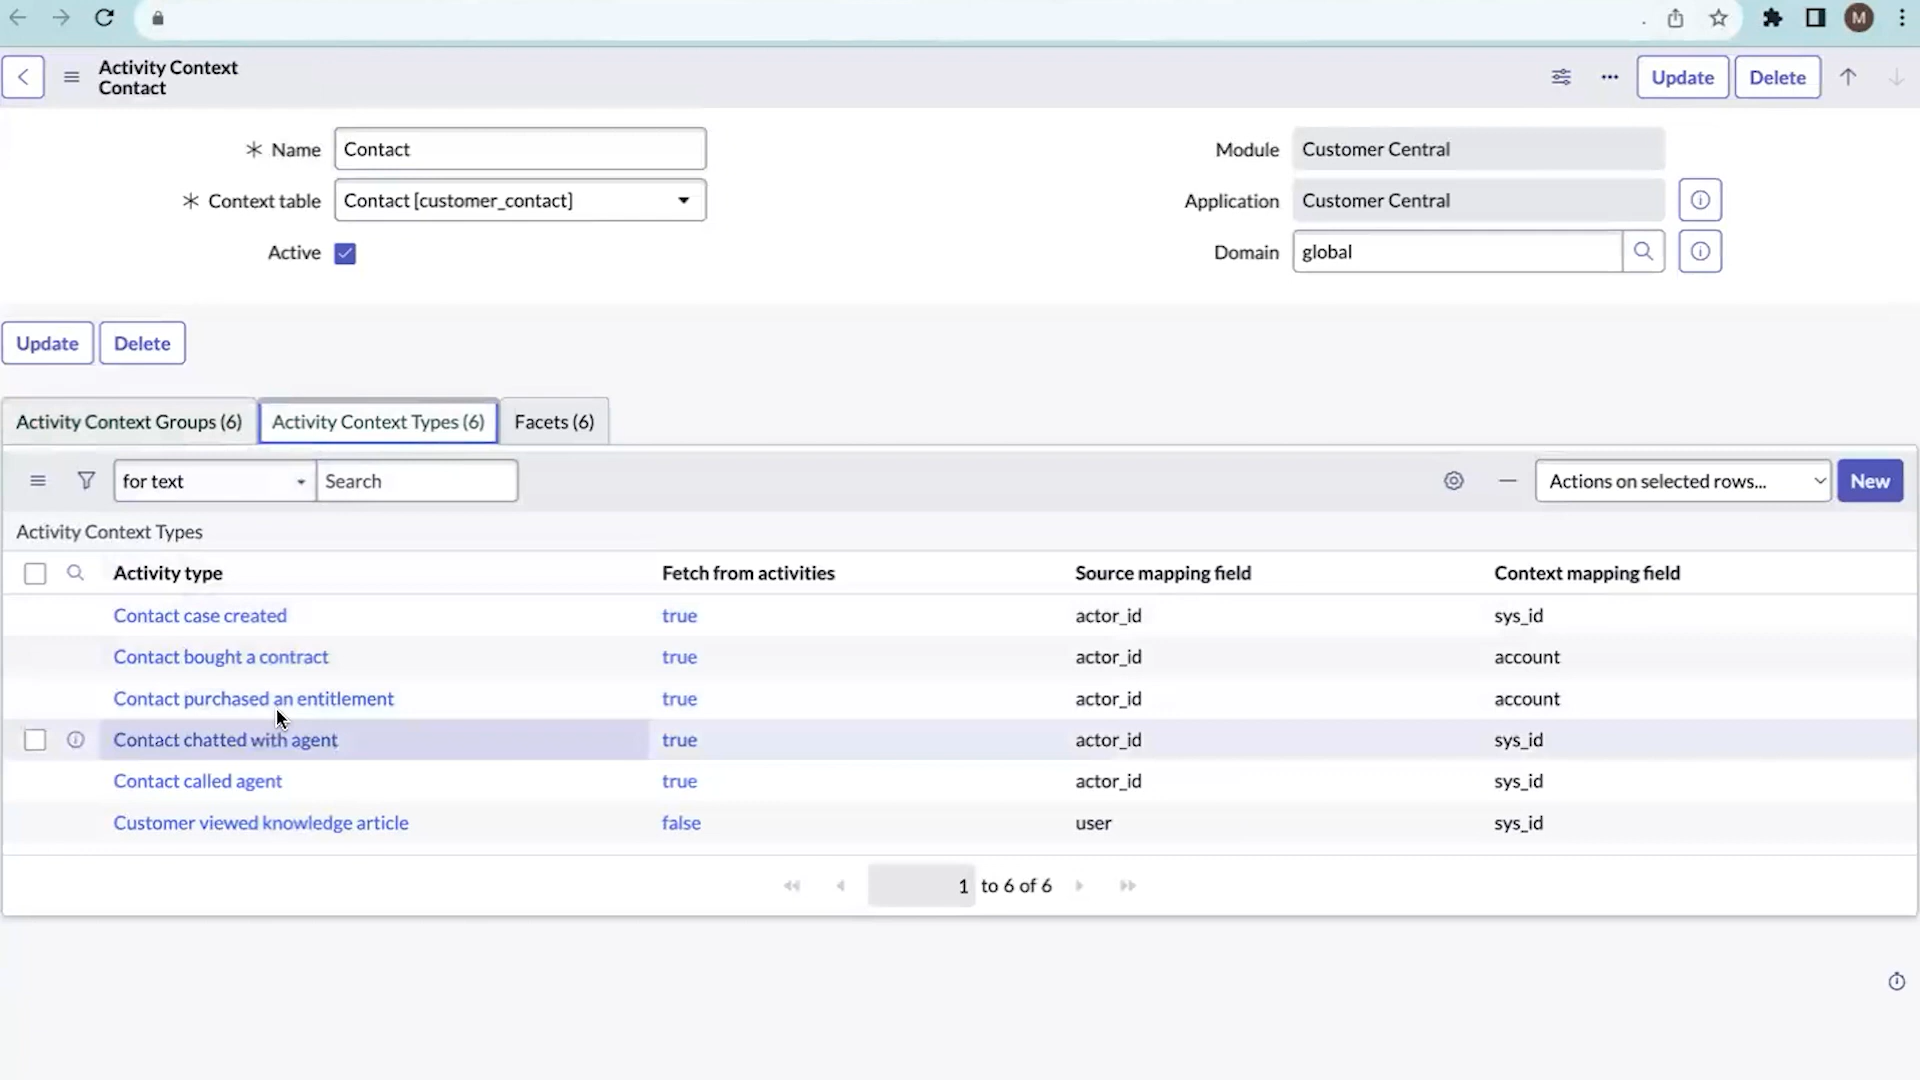 M
Activity Context
Contact
Update
Delete
Name Contact
Module Customer Central
Context table Contact [customer_contact]
Application Customer Central
Active
Domain global
Update Delete
Activity Context Groups (6) Activity Context Types (6) Facets (6)
for text Search Actions on selected rows... New
Activity Context Types
Activity type Fetch from activities Source mapping field Context mapping field
Contact case created true actor_id sys_id
Contact bought a contract true actor_id account
Contact purchased an entitlement true actor_id account
Contact chatted with agent true actor_id sys_id
Contact called agent true actor_id sys_id
Customer viewed knowledge article false user sys_id
1 to 6 of 6